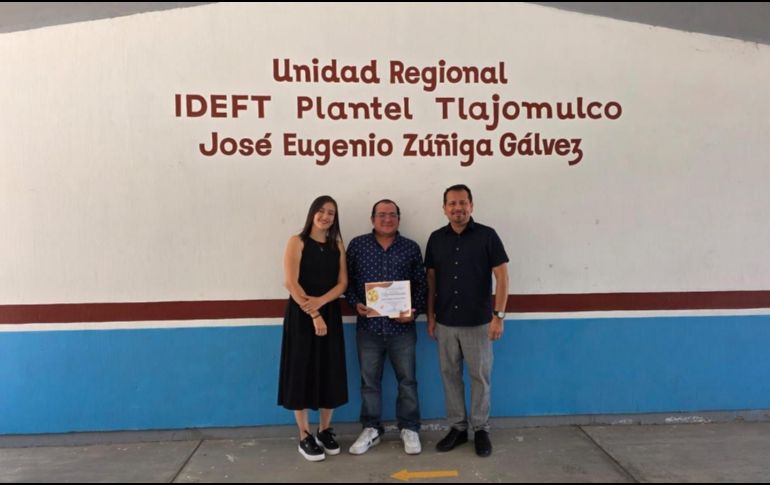 Unidad Regional
IDEFT Plantel Tlajomulco
José Eugenio Zúñiga Gálvez